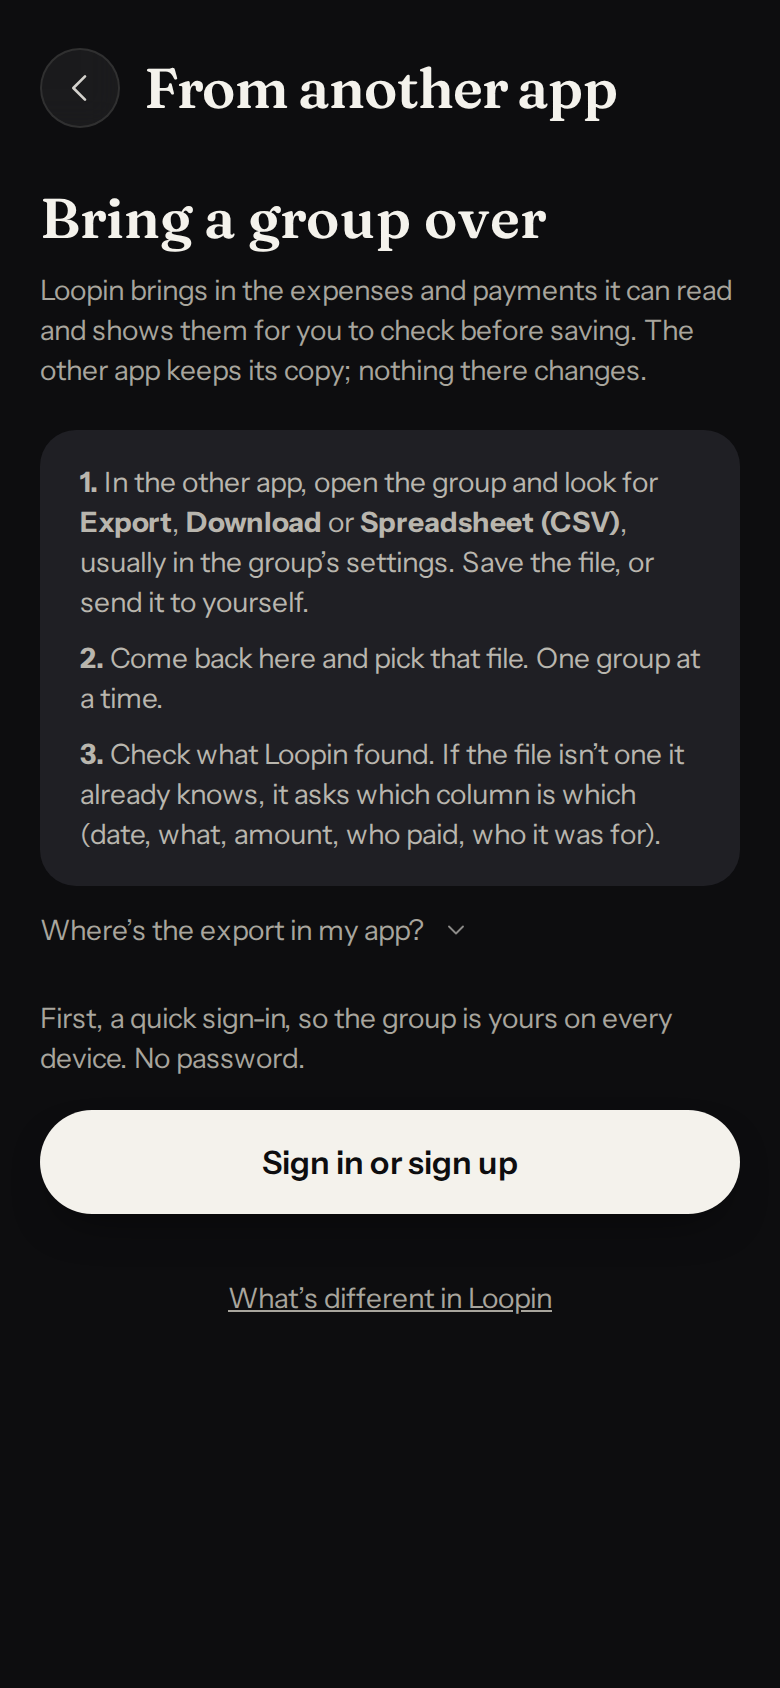 From another app
Bring a group over
Loopin brings in the expenses and payments it can read
and shows them for you to check before saving. The
other app keeps its copy; nothing there changes.
1. In the other app, open the group and look for
Export, Download or Spreadsheet (CSV),
usually in the group’s settings. Save the file, or
send it to yourself.
2. Come back here and pick that file. One group at
a time.
3. Check what Loopin found. If the file isn’t one it
already knows, it asks which column is which
(date, what, amount, who paid, who it was for).
Where’s the export in my app?
First, a quick sign-in, so the group is yours on every
device. No password.
Sign in or sign up
What’s different in Loopin